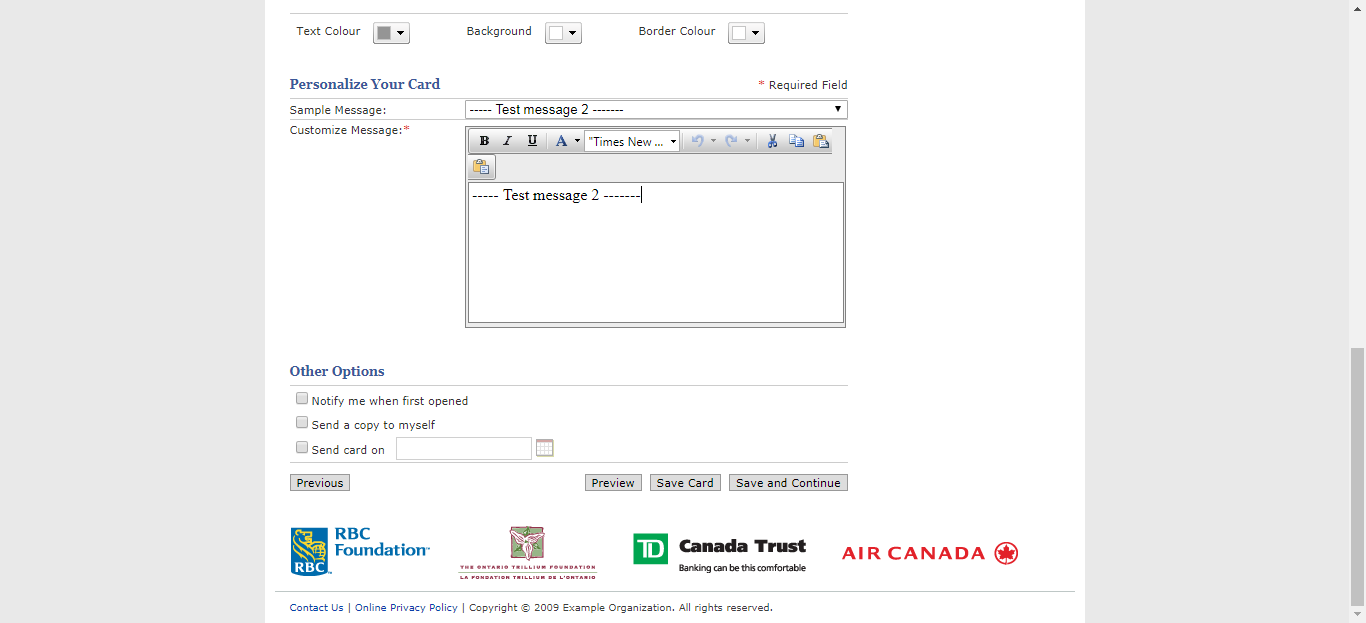 Text Colour Background Border Colour
Personalize Your Card * Required Field
Sample Message: ----- Test message 2 -------
Customize Message:*
B I U A "Times New ...
----- Test message 2 -------
Other Options
Notify me when first opened
Send a copy to myself
Send card on
Previous Preview Save Card Save and Continue
RBC
Foundation™
RBC™
THE ONTARIO TRILLIUM FOUNDATION
LA FONDATION TRILLIUM DE L'ONTARIO
TD Canada Trust
Banking can be this comfortable
AIR CANADA
Contact Us | Online Privacy Policy | Copyright © 2009 Example Organization. All rights reserved.